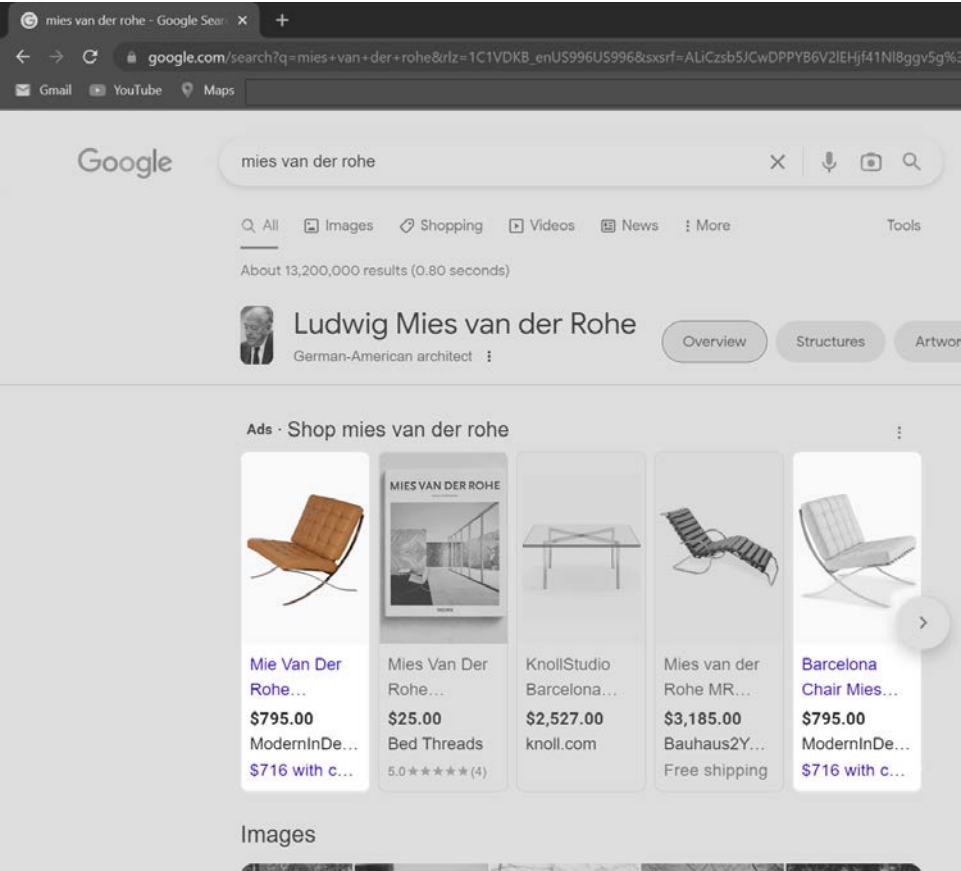 mies van der rohe - Google Sear
google.com/search?q=mies+van+der+rohe&rlz=1C1VDKB_enUS996US996&sxsrf=ALiCzsb5JCwDPPYB6V2lEHjf41Nl8ggv5g%3
Gmail YouTube Maps
Google mies van der rohe
All Images Shopping Videos News More Tools
About 13,200,000 results (0.80 seconds)
Ludwig Mies van der Rohe
German-American architect
Overview Structures Artwor
Ads · Shop mies van der rohe
MIES VAN DER ROHE
TASCHEN
Mie Van Der
Rohe...
$795.00
ModernInDe...
$716 with c...
Mies Van Der
Rohe...
$25.00
Bed Threads
5.0★★★★★(4)
KnollStudio
Barcelona...
$2,527.00
knoll.com
Mies van der
Rohe MR...
$3,185.00
Bauhaus2Y...
Free shipping
Barcelona
Chair Mies...
$795.00
ModernInDe...
$716 with c...
Images